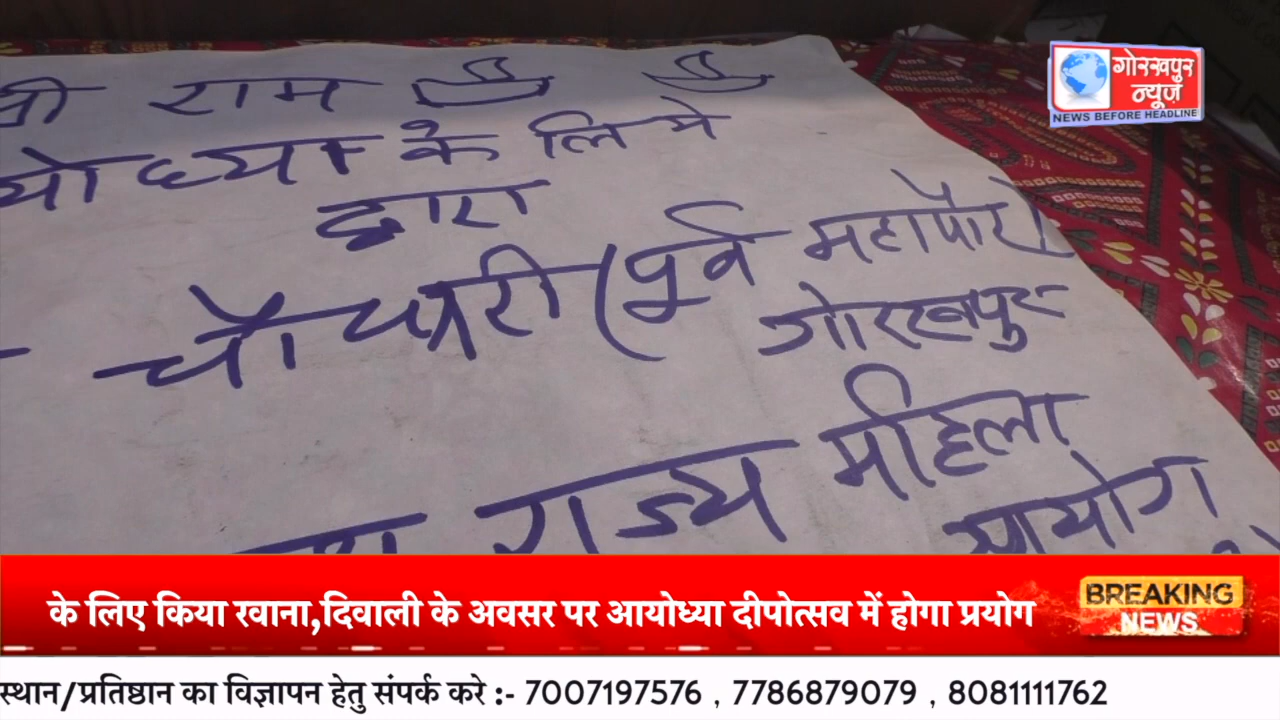 गोरखपुर
न्यूज़
NEWS BEFORE HEADLINE
श्री राम
योध्या के लिये
द्वारा
चौधरी (पूर्व महापौर)
गोरखपुर
राज्य महिला
आयोग
के लिए किया रवाना,दिवाली के अवसर पर आयोध्या दीपोत्सव में होगा प्रयोग
BREAKING
NEWS
स्थान/प्रतिष्ठान का विज्ञापन हेतु संपर्क करे :- 7007197576 , 7786879079 , 8081111762